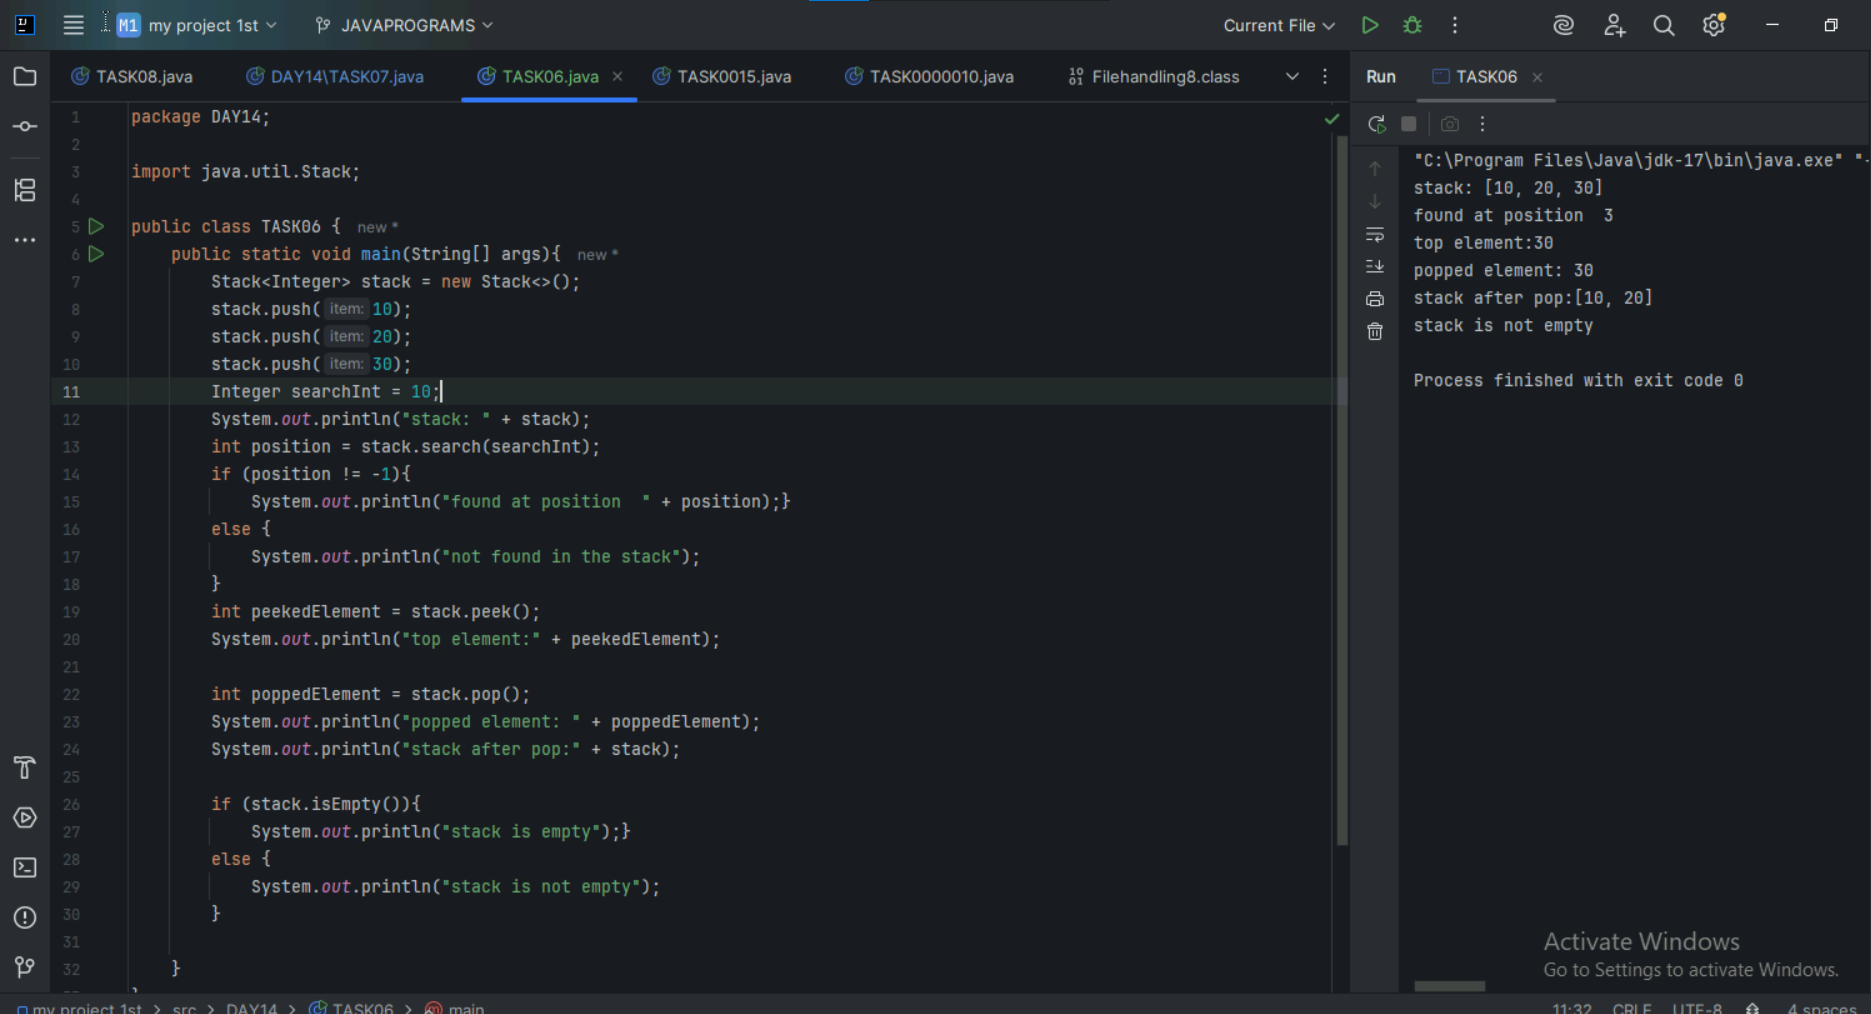 M1 my project 1st
JAVAPROGRAMS
Current File
TASK08.java
DAY14\TASK07.java
TASK06.java
TASK0015.java
TASK0000010.java
Filehandling8.class
Run
TASK06
1 package DAY14;
2
3 import java.util.Stack;
4
5 public class TASK06 { new *
6 public static void main(String[] args){ new *
7 Stack<Integer> stack = new Stack<>();
8 stack.push( item: 10);
9 stack.push( item: 20);
10 stack.push( item: 30);
11 Integer searchInt = 10;
12 System.out.println("stack: " + stack);
13 int position = stack.search(searchInt);
14 if (position != -1){
15 System.out.println("found at position  " + position);}
16 else {
17 System.out.println("not found in the stack");
18 }
19 int peekedElement = stack.peek();
20 System.out.println("top element:" + peekedElement);
21
22 int poppedElement = stack.pop();
23 System.out.println("popped element: " + poppedElement);
24 System.out.println("stack after pop:" + stack);
25
26 if (stack.isEmpty()){
27 System.out.println("stack is empty");}
28 else {
29 System.out.println("stack is not empty");
30 }
31
32 }
"C:\Program Files\Java\jdk-17\bin\java.exe" "-
stack: [10, 20, 30]
found at position  3
top element:30
popped element: 30
stack after pop:[10, 20]
stack is not empty
Process finished with exit code 0
Activate Windows
Go to Settings to activate Windows.
my project 1st > src > DAY14 > TASK06 > main
11:32 CRLF UTF-8 4 spaces